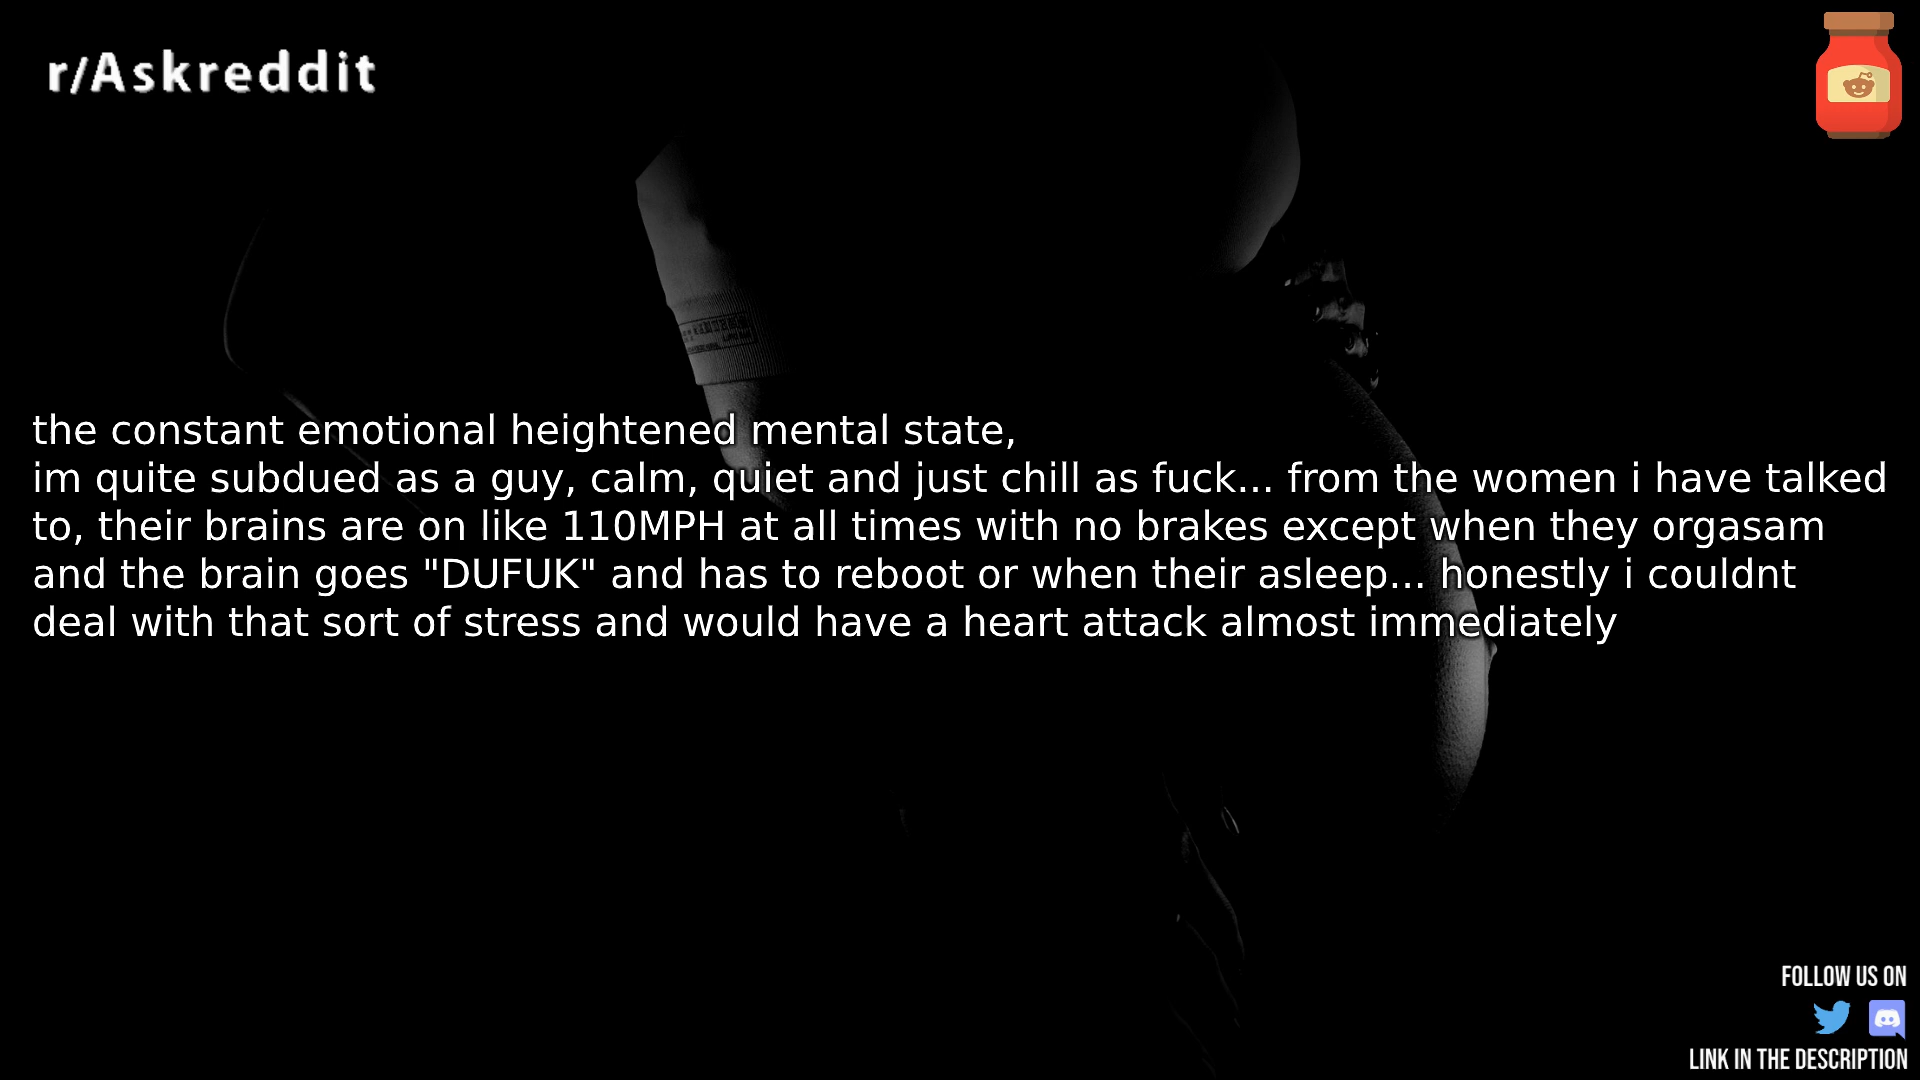 r/Askreddit
the constant emotional heightened mental state,
im quite subdued as a guy, calm, quiet and just chill as fuck... from the women i have talked
to, their brains are on like 110MPH at all times with no brakes except when they orgasam
and the brain goes "DUFUK" and has to reboot or when their asleep... honestly i couldnt
deal with that sort of stress and would have a heart attack almost immediately
FOLLOW US ON
LINK IN THE DESCRIPTION